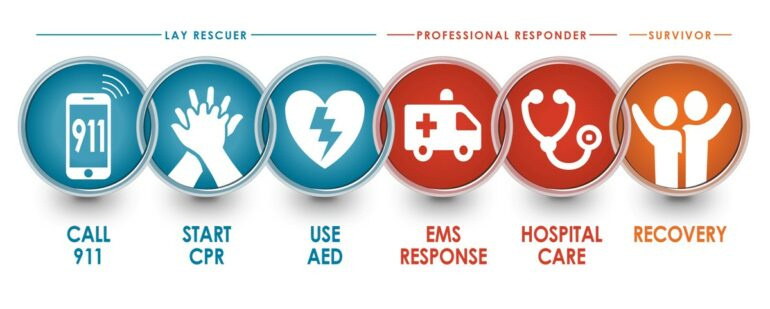 LAY RESCUER
PROFESSIONAL RESPONDER
SURVIVOR
911
CALL
911
START
CPR
USE
AED
EMS
RESPONSE
HOSPITAL
CARE
RECOVERY